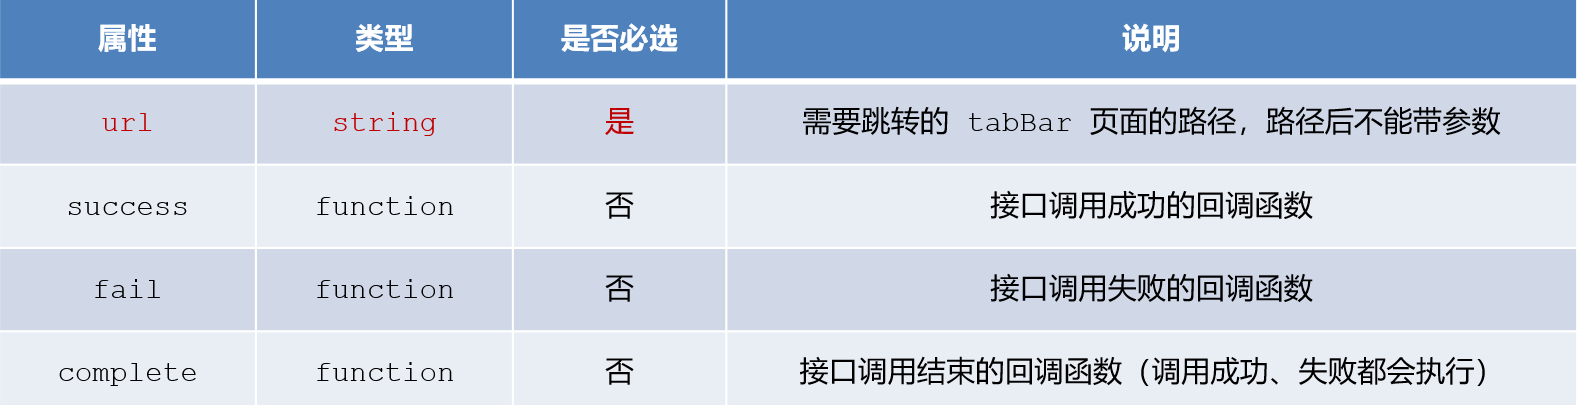 属性 类型 是否必选 说明
url string 是 需要跳转的 tabBar 页面的路径，路径后不能带参数
success function 否 接口调用成功的回调函数
fail function 否 接口调用失败的回调函数
complete function 否 接口调用结束的回调函数（调用成功、失败都会执行）